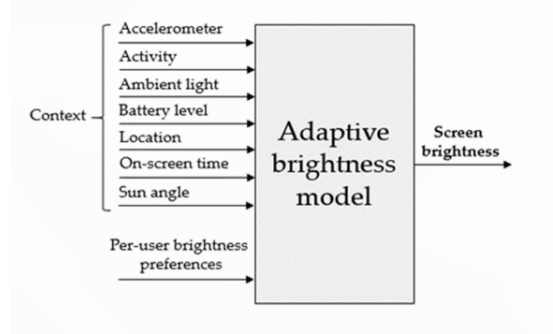 Accelerometer
Activity
Ambient light
Battery level
Context
Location
On-screen time
Sun angle
Per-user brightness
preferences
Adaptive
brightness
model
Screen
brightness